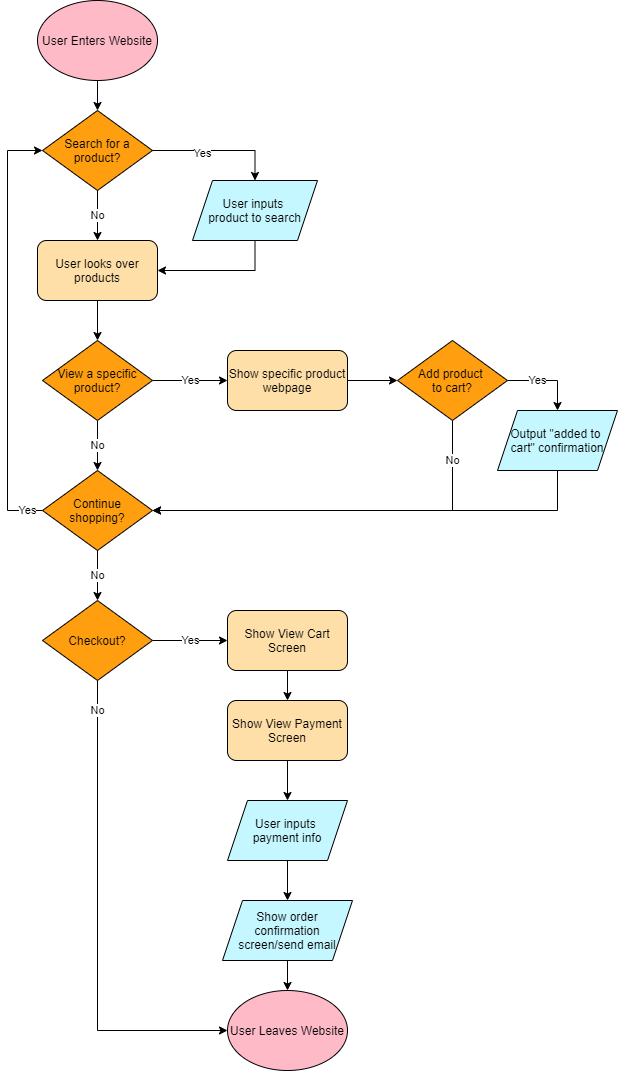 User Enters Website
Search for a
product?
Yes
User inputs
product to search
No
User looks over
products
View a specific
product?
Yes
Show specific product
webpage
Add product
to cart?
Yes
Output "added to
cart" confirmation
No
No
Continue
shopping?
Yes
No
Checkout?
Yes
Show View Cart
Screen
No
Show View Payment
Screen
User inputs
payment info
Show order
confirmation
screen/send email
User Leaves Website